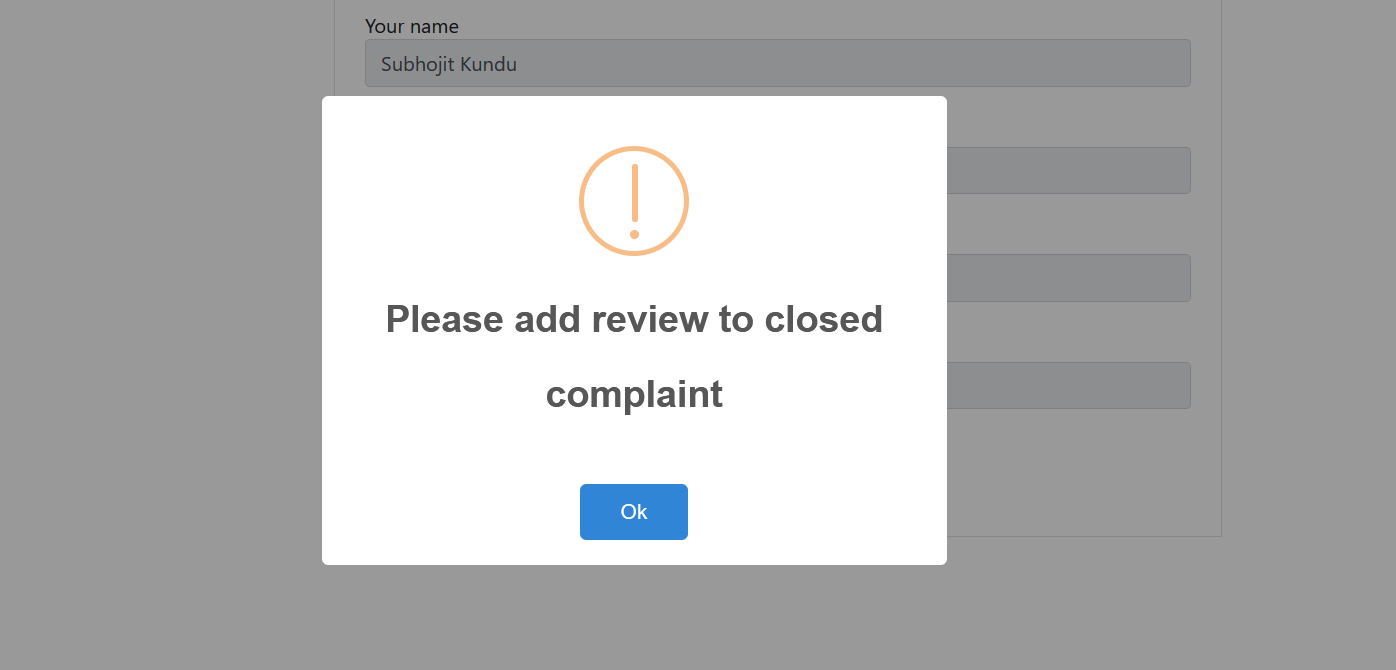 Your name
Subhojit Kundu
Please add review to closed
complaint
Ok